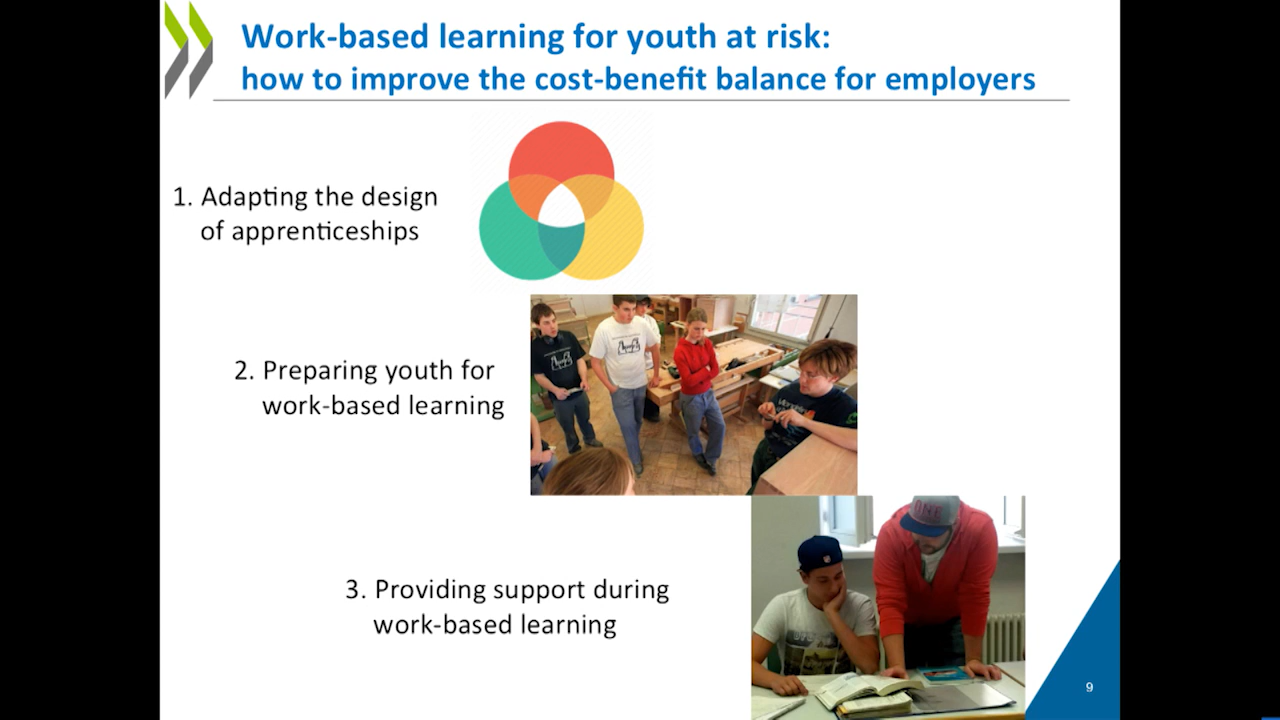 Work-based learning for youth at risk:
how to improve the cost-benefit balance for employers
1. Adapting the design
of apprenticeships
2. Preparing youth for
work-based learning
3. Providing support during
work-based learning
9